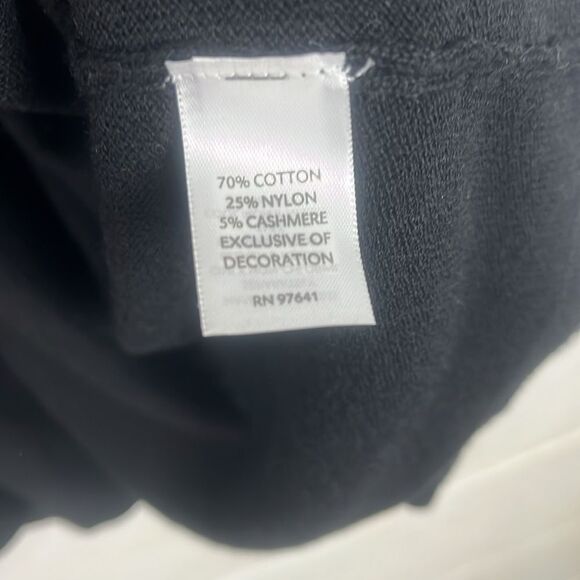 70% COTTON
25% NYLON
5% CASHMERE
EXCLUSIVE OF
DECORATION
RN 97641